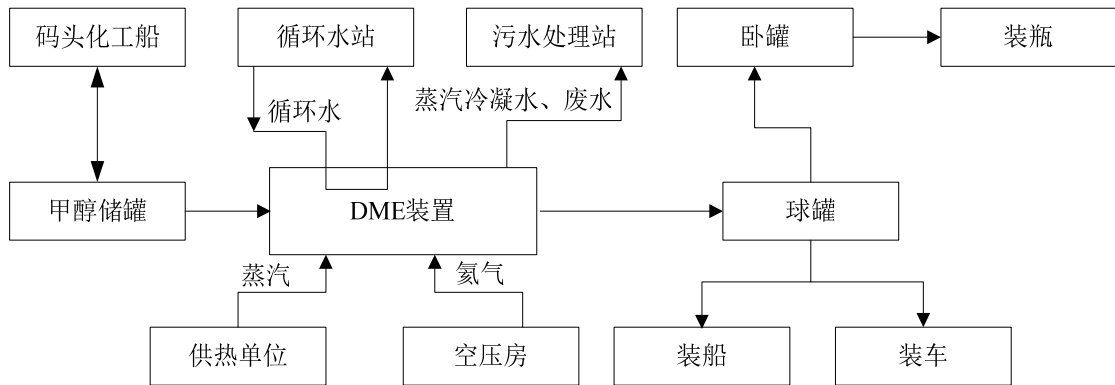 码头化工船
循环水站
污水处理站
卧罐
装瓶
循环水
蒸汽冷凝水、废水
甲醇储罐
DME装置
球罐
蒸汽
氨气
供热单位
空压房
装船
装车